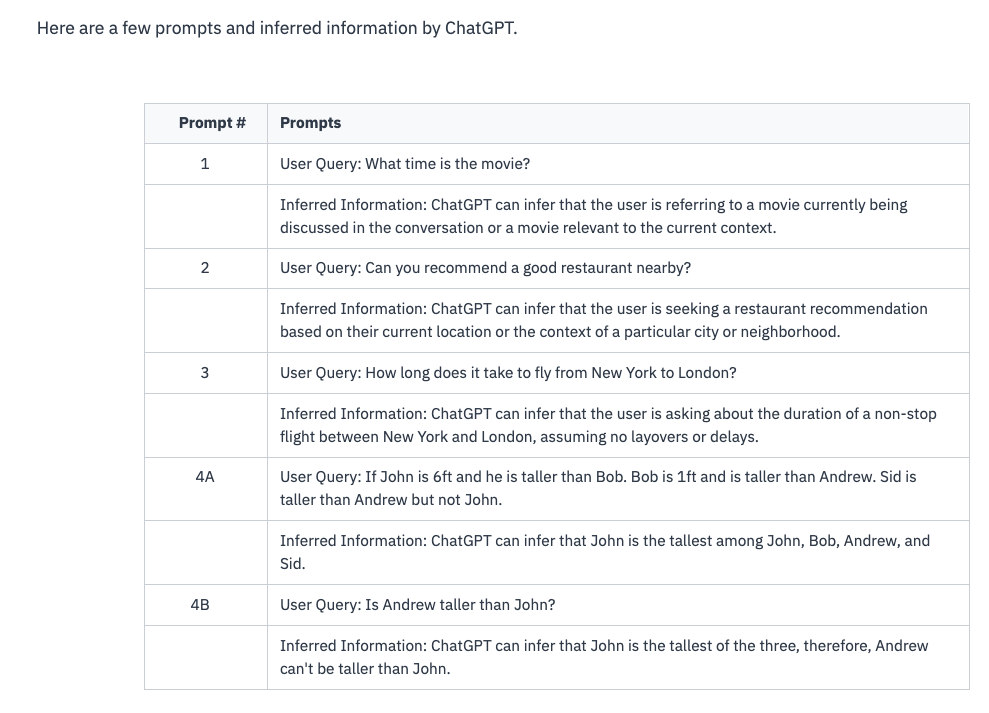 Here are a few prompts and inferred information by ChatGPT.
Prompt # Prompts
1 User Query: What time is the movie?
Inferred Information: ChatGPT can infer that the user is referring to a movie currently being
discussed in the conversation or a movie relevant to the current context.
2 User Query: Can you recommend a good restaurant nearby?
Inferred Information: ChatGPT can infer that the user is seeking a restaurant recommendation
based on their current location or the context of a particular city or neighborhood.
3 User Query: How long does it take to fly from New York to London?
Inferred Information: ChatGPT can infer that the user is asking about the duration of a non-stop
flight between New York and London, assuming no layovers or delays.
4A User Query: If John is 6ft and he is taller than Bob. Bob is 1ft and is taller than Andrew. Sid is
taller than Andrew but not John.
Inferred Information: ChatGPT can infer that John is the tallest among John, Bob, Andrew, and
Sid.
4B User Query: Is Andrew taller than John?
Inferred Information: ChatGPT can infer that John is the tallest of the three, therefore, Andrew
can't be taller than John.